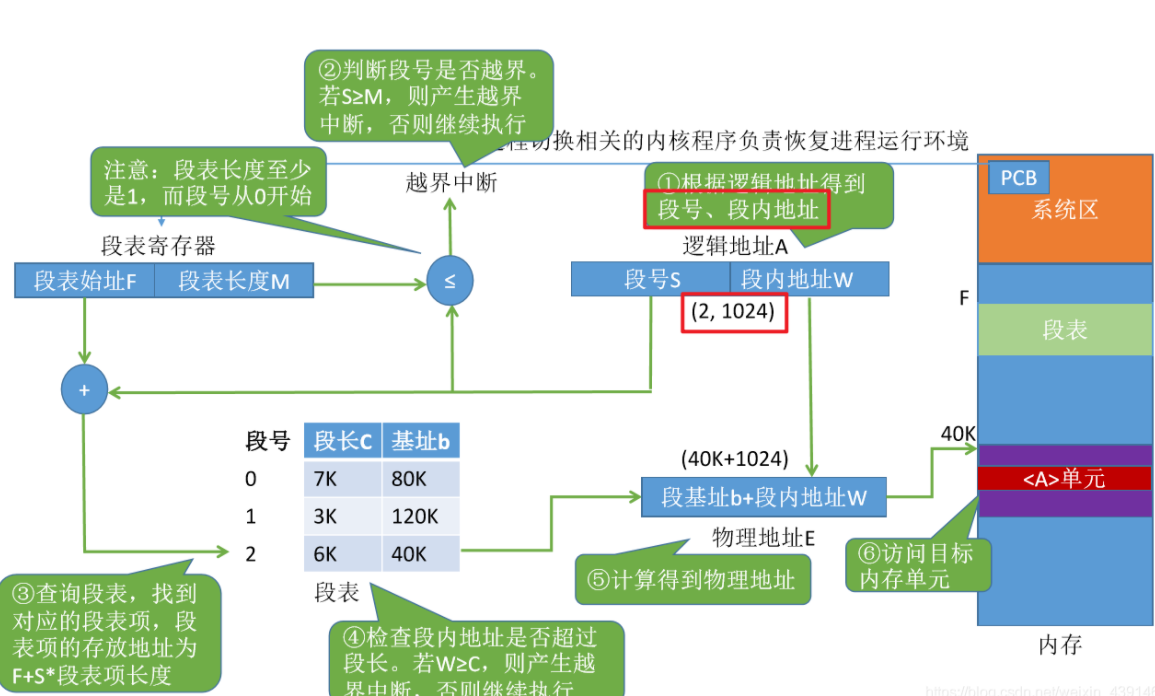 ②判断段号是否越界。
若S≥M，则产生越界
中断，否则继续执行
程切换相关的内核程序负责恢复进程运行环境
注意：段表长度至少
是1，而段号从0开始
越界中断
①根据逻辑地址得到
段号、段内地址
PCB
系统区
段表寄存器
逻辑地址A
段表始址F 段表长度M
≤
段号S 段内地址W
(2, 1024)
F
段表
+
段号 段长C 基址b
0 7K 80K
1 3K 120K
2 6K 40K
段表
40K
(40K+1024)
段基址b+段内地址W
<A>单元
物理地址E
⑤计算得到物理地址
⑥访问目标
内存单元
③查询段表，找到
对应的段表项，段
表项的存放地址为
F+S*段表项长度
④检查段内地址是否超过
段长。若W≥C，则产生越
界中断，否则继续执行
内存